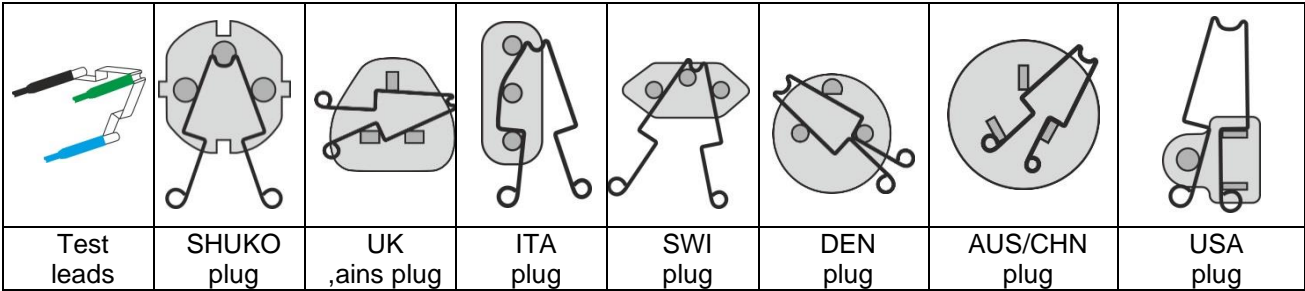 Test
leads
SHUKO
plug
UK
,ains plug
ITA
plug
SWI
plug
DEN
plug
AUS/CHN
plug
USA
plug